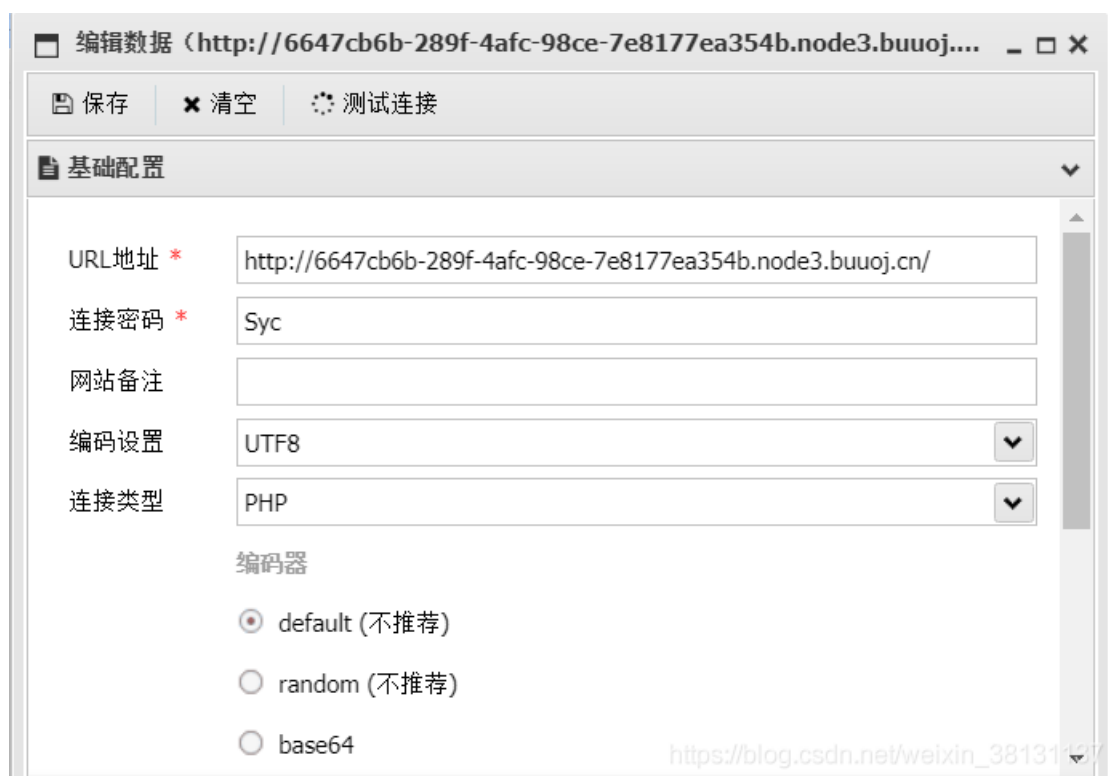 编辑数据（http://6647cb6b-289f-4afc-98ce-7e8177ea354b.node3.buuoj....
保存 清空 测试连接
基础配置
URL地址 * http://6647cb6b-289f-4afc-98ce-7e8177ea354b.node3.buuoj.cn/
连接密码 * Syc
网站备注
编码设置 UTF8
连接类型 PHP
编码器
default (不推荐)
random (不推荐)
base64
https://blog.csdn.net/weixin_38131137